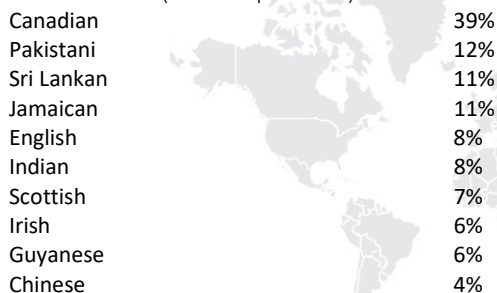 Canadian 39%
Pakistani 12%
Sri Lankan 11%
Jamaican 11%
English 8%
Indian 8%
Scottish 7%
Irish 6%
Guyanese 6%
Chinese 4%